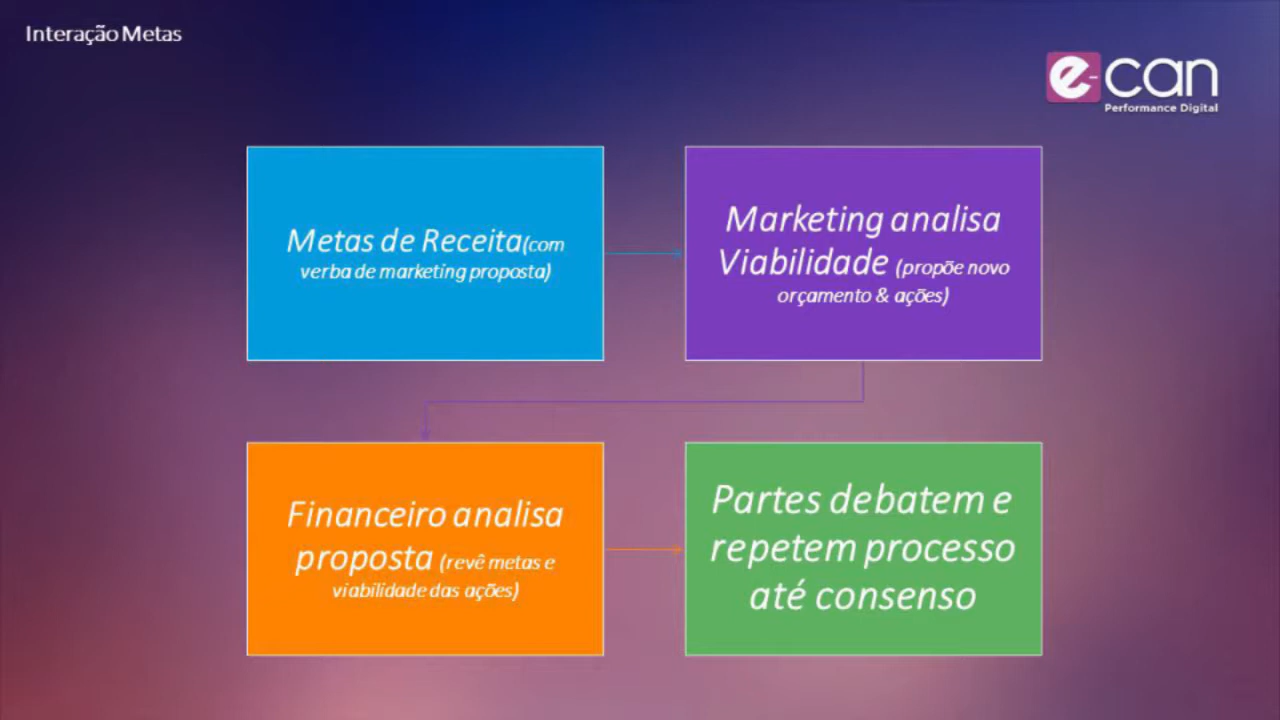 Interação Metas
e-can
Performance Digital
Metas de Receita(com
verba de marketing proposta)
Marketing analisa
Viabilidade (propõe novo
orçamento & ações)
Financeiro analisa
proposta (revê metas e
viabilidade das ações)
Partes debatem e
repetem processo
até consenso